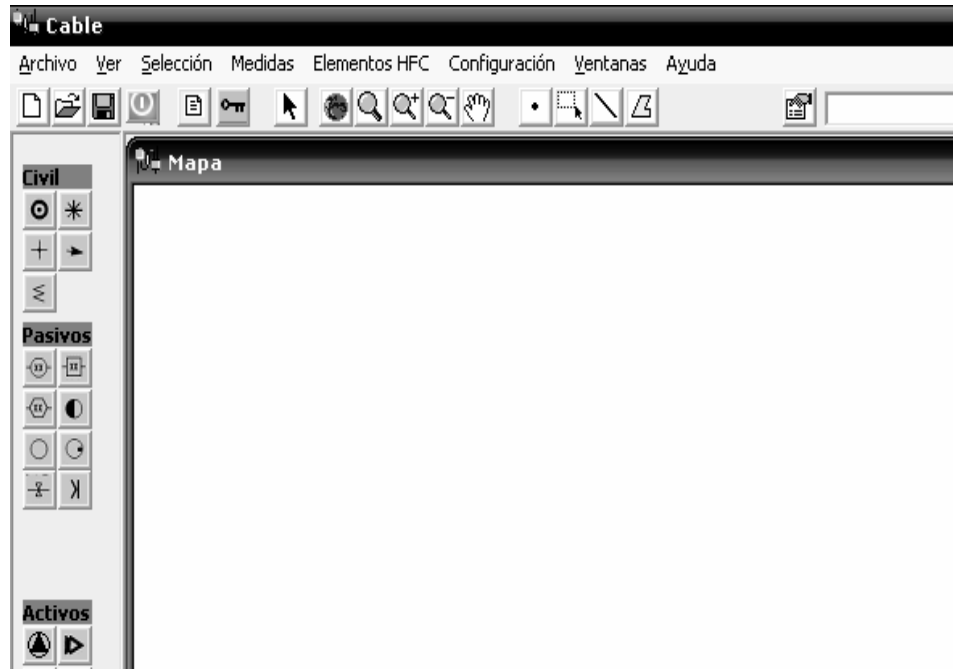 Cable
Archivo Ver Selección Medidas Elementos HFC Configuración Ventanas Ayuda
Mapa
Civil
Pasivos
Activos